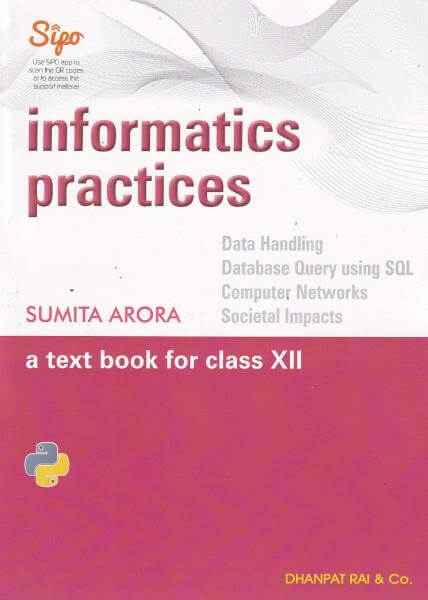 Sipo
Use SIPO app to
scan the QR codes
or to access the
support material
informatics
practices
Data Handling
Database Query using SQL
Computer Networks
Societal Impacts
SUMITA ARORA
a text book for class XII
DHANPAT RAI & Co.